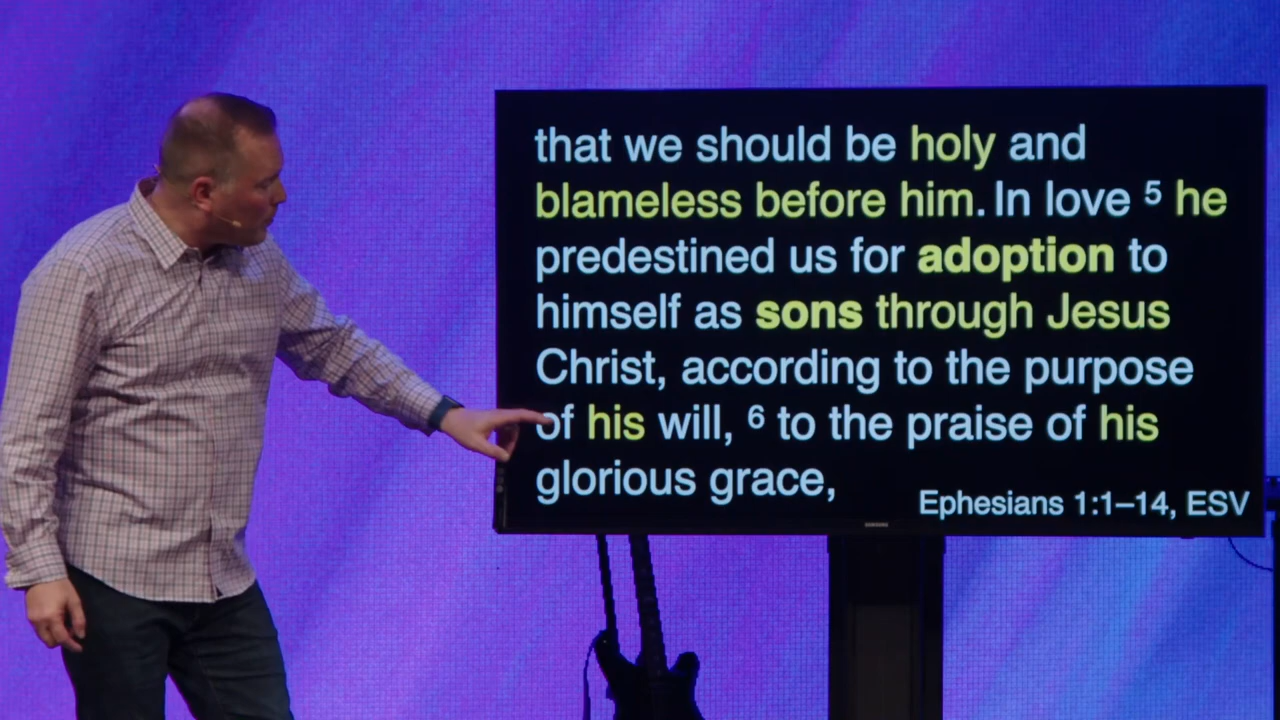 that we should be holy and
blameless before him. In love ⁵ he
predestined us for adoption to
himself as sons through Jesus
Christ, according to the purpose
of his will, ⁶ to the praise of his
glorious grace,
Ephesians 1:1–14, ESV
SAMSUNG